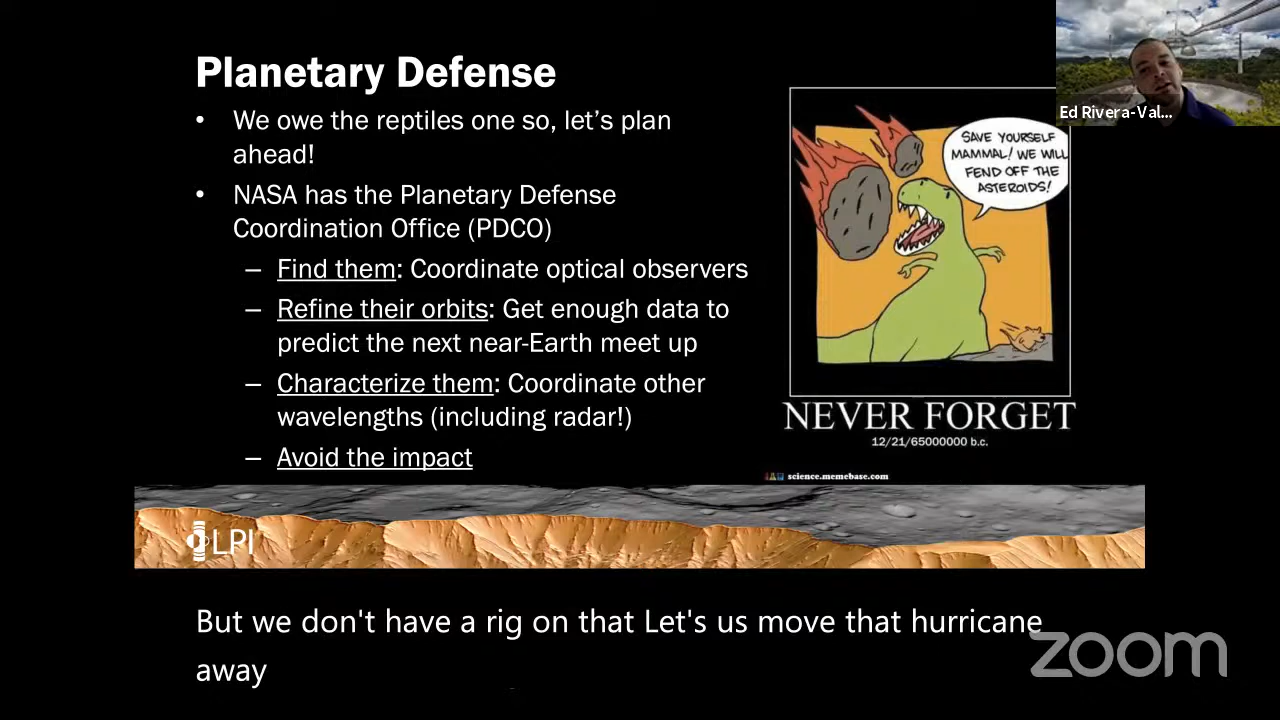 Planetary Defense
• We owe the reptiles one so, let's plan
ahead!
• NASA has the Planetary Defense
Coordination Office (PDCO)
– Find them: Coordinate optical observers
– Refine their orbits: Get enough data to
predict the next near-Earth meet up
– Characterize them: Coordinate other
wavelengths (including radar!)
– Avoid the impact
SAVE YOURSELF
MAMMAL! WE WILL
FEND OFF THE
ASTEROIDS!
NEVER FORGET
12/21/65000000 b.c.
science.memebase.com
Ed Rivera-Val...
LPI
But we don't have a rig on that Let's us move that hurricane
away
zoom